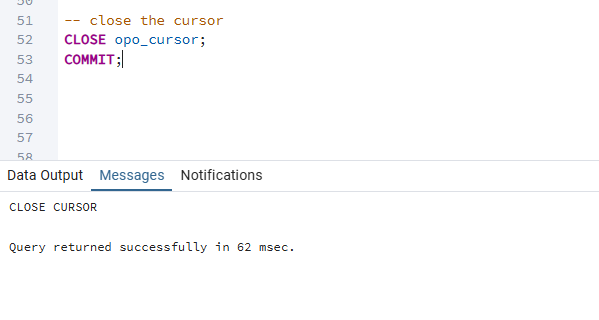 50
51 -- close the cursor
52 CLOSE opo_cursor;
53 COMMIT;
54
55
56
57
58
Data Output Messages Notifications
CLOSE CURSOR
Query returned successfully in 62 msec.